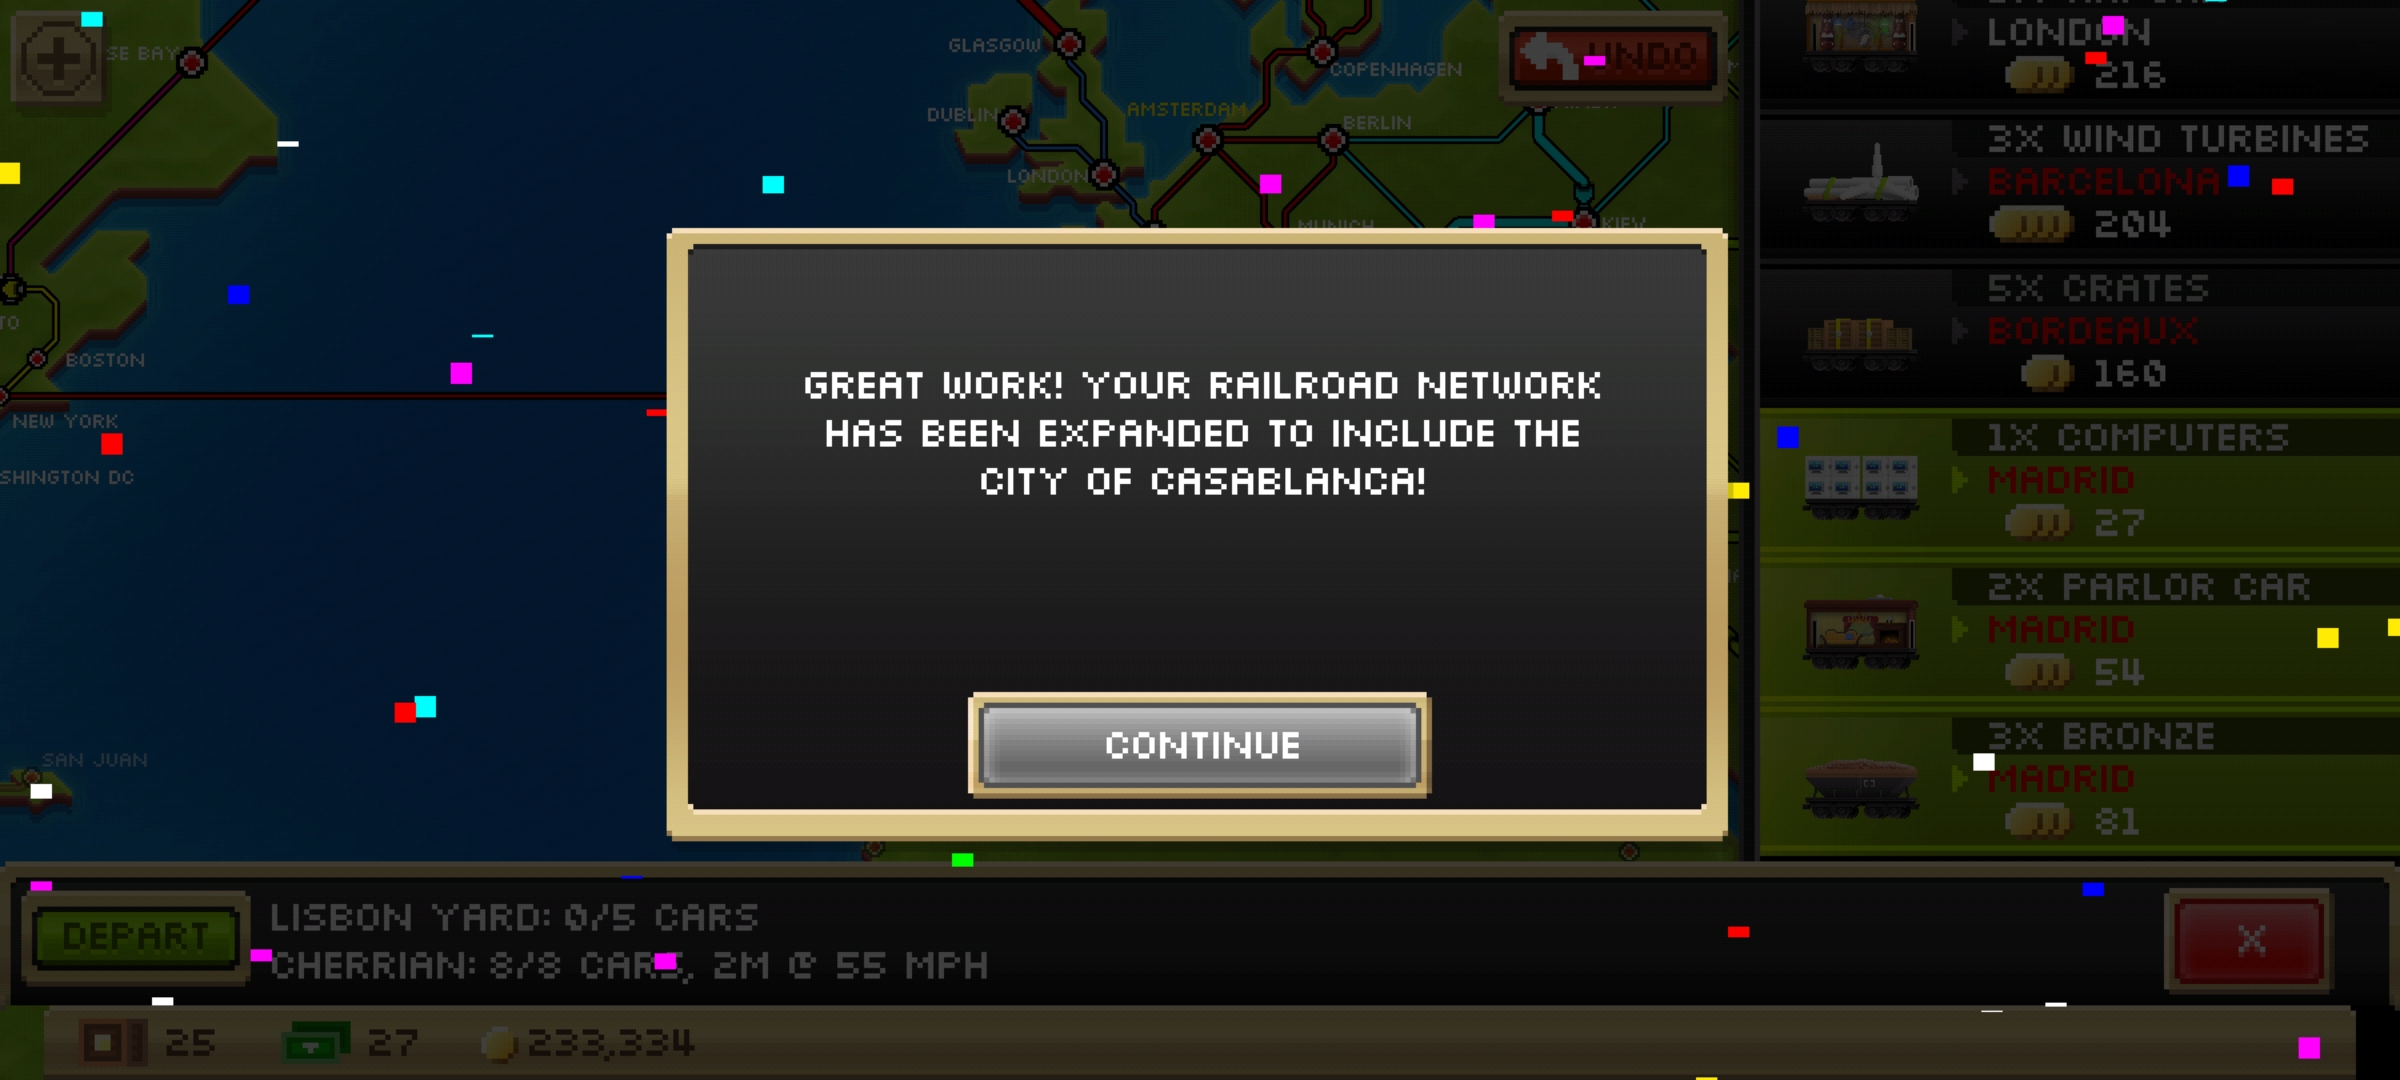 SE BAY
GLASGOW
COPENHAGEN
UNDO
DUBLIN
AMSTERDAM
BERLIN
LONDON
MUNICH
KIEV
TO
BOSTON
NEW YORK
SHINGTON DC
SAN JUAN
GREAT WORK! YOUR RAILROAD NETWORK
HAS BEEN EXPANDED TO INCLUDE THE
CITY OF CASABLANCA!
CONTINUE
LONDON
216
3X WIND TURBINES
BARCELONA
204
5X CRATES
BORDEAUX
160
1X COMPUTERS
MADRID
27
2X PARLOR CAR
MADRID
54
3X BRONZE
MADRID
81
DEPART
LISBON YARD: 0/5 CARS
CHERRIAN: 8/8 CARS, 2M @ 55 MPH
X
25
27
233,334